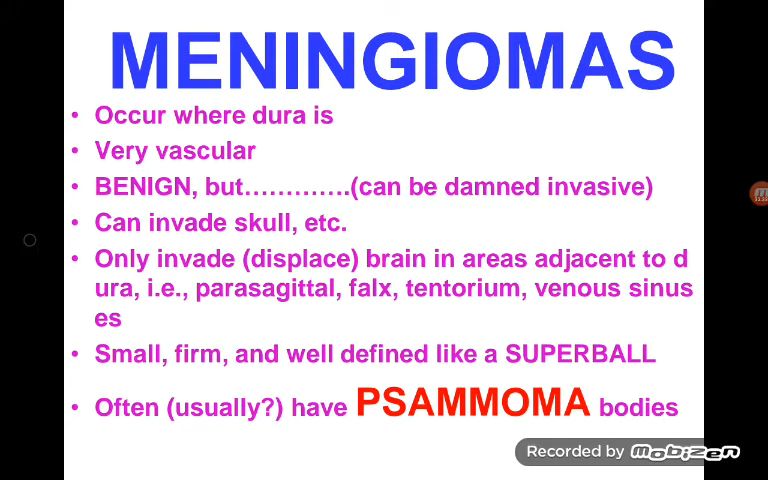 MENINGIOMAS
• Occur where dura is
• Very vascular
• BENIGN, but………….(can be damned invasive)
• Can invade skull, etc.
• Only invade (displace) brain in areas adjacent to d
ura, i.e., parasagittal, falx, tentorium, venous sinus
es
• Small, firm, and well defined like a SUPERBALL
• Often (usually?) have PSAMMOMA bodies
Recorded by mobizen